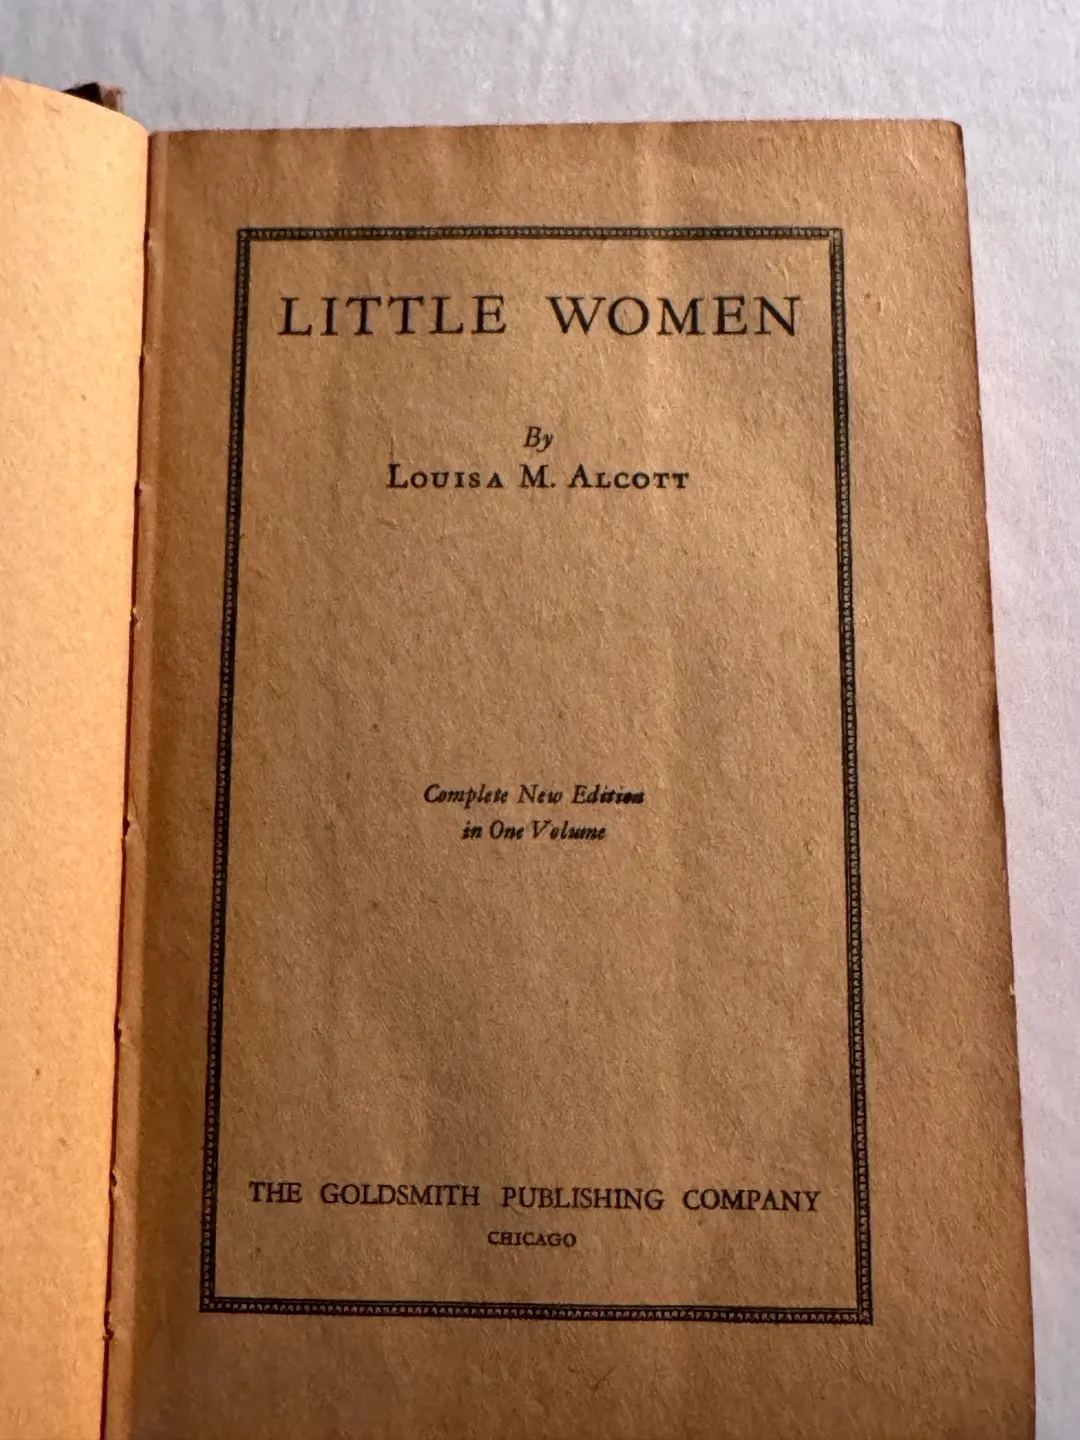 LITTLE WOMEN
By
LOUISA M. ALCOTT
Complete New Edition
in One Volume
THE GOLDSMITH PUBLISHING COMPANY
CHICAGO